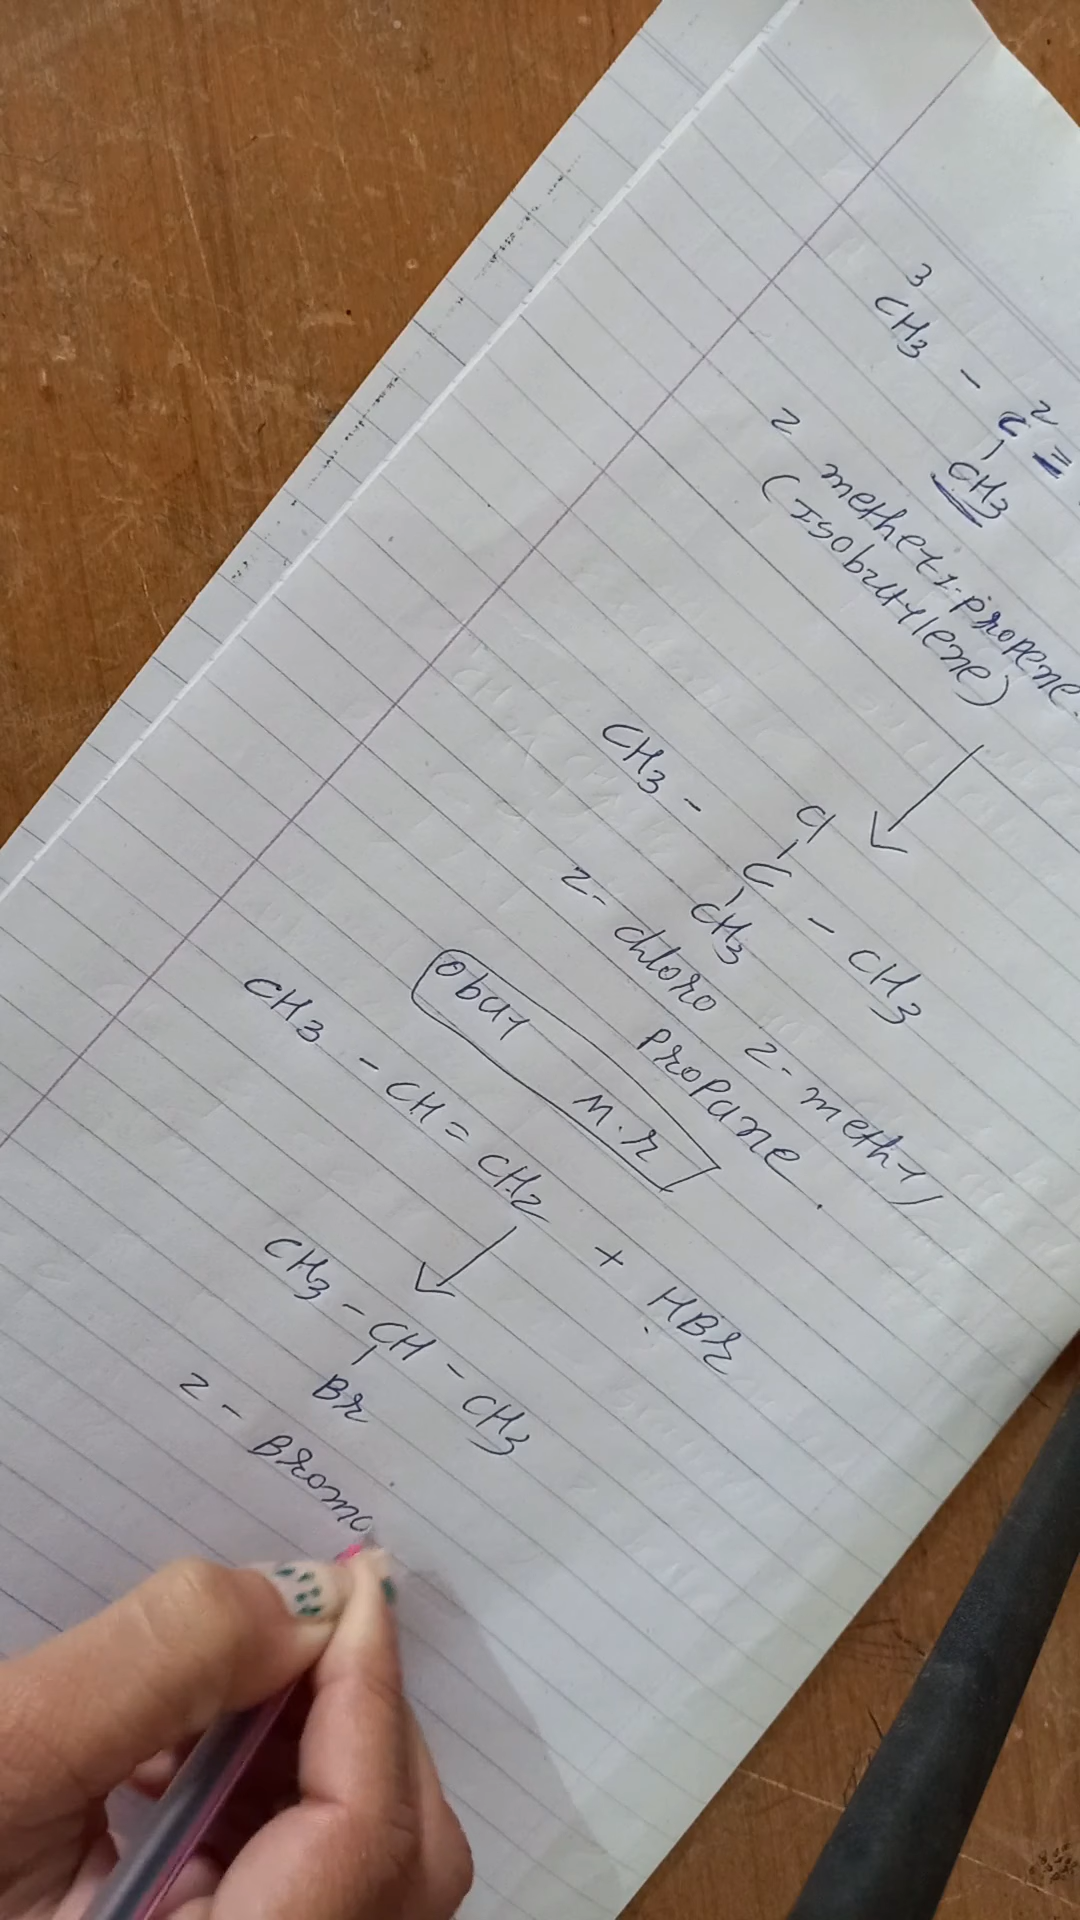 3 2
CH3 - C =
CH3
2 methey1-propene
(Isobutylene)
Cl
CH3 - C - CH3
CH3
2- chloro 2-methyl
propane
Obay M.r
CH3 - CH = CH2 + HBr
CH3 - CH - CH3
Br
2 - Bromo